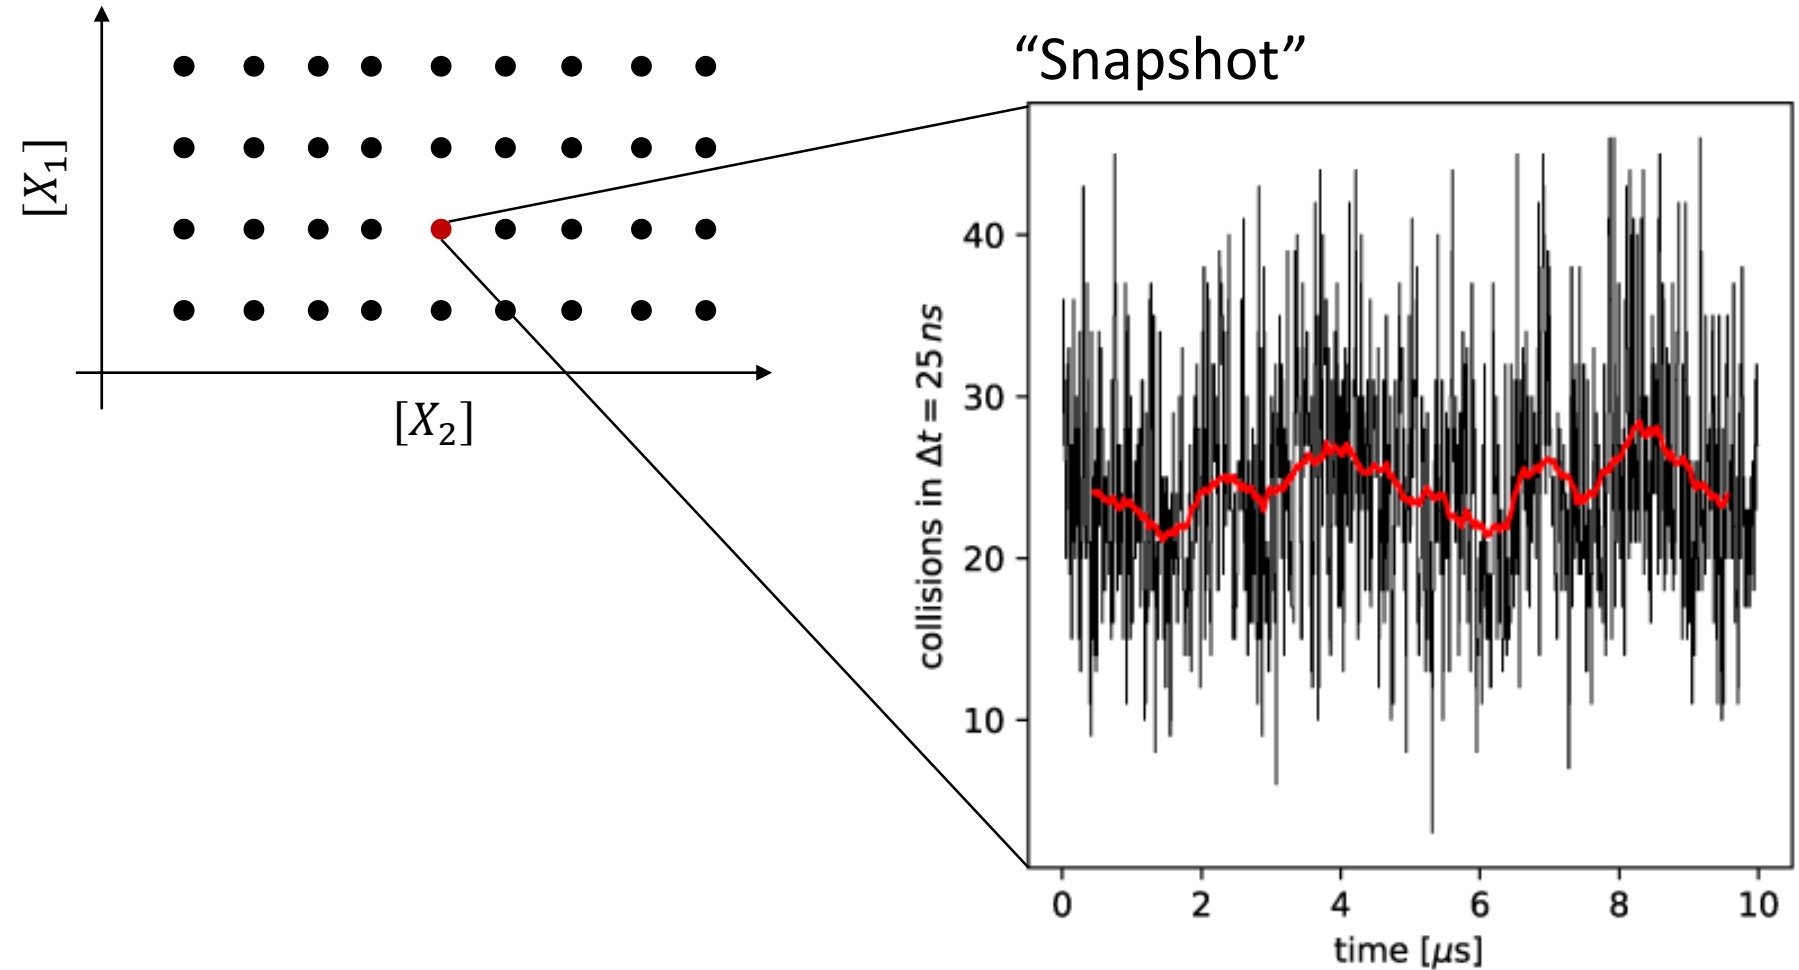 “Snapshot”
[X₁]
[X₂]
collisions in Δt = 25 ns
40
30
20
10
0 2 4 6 8 10
time [μs]